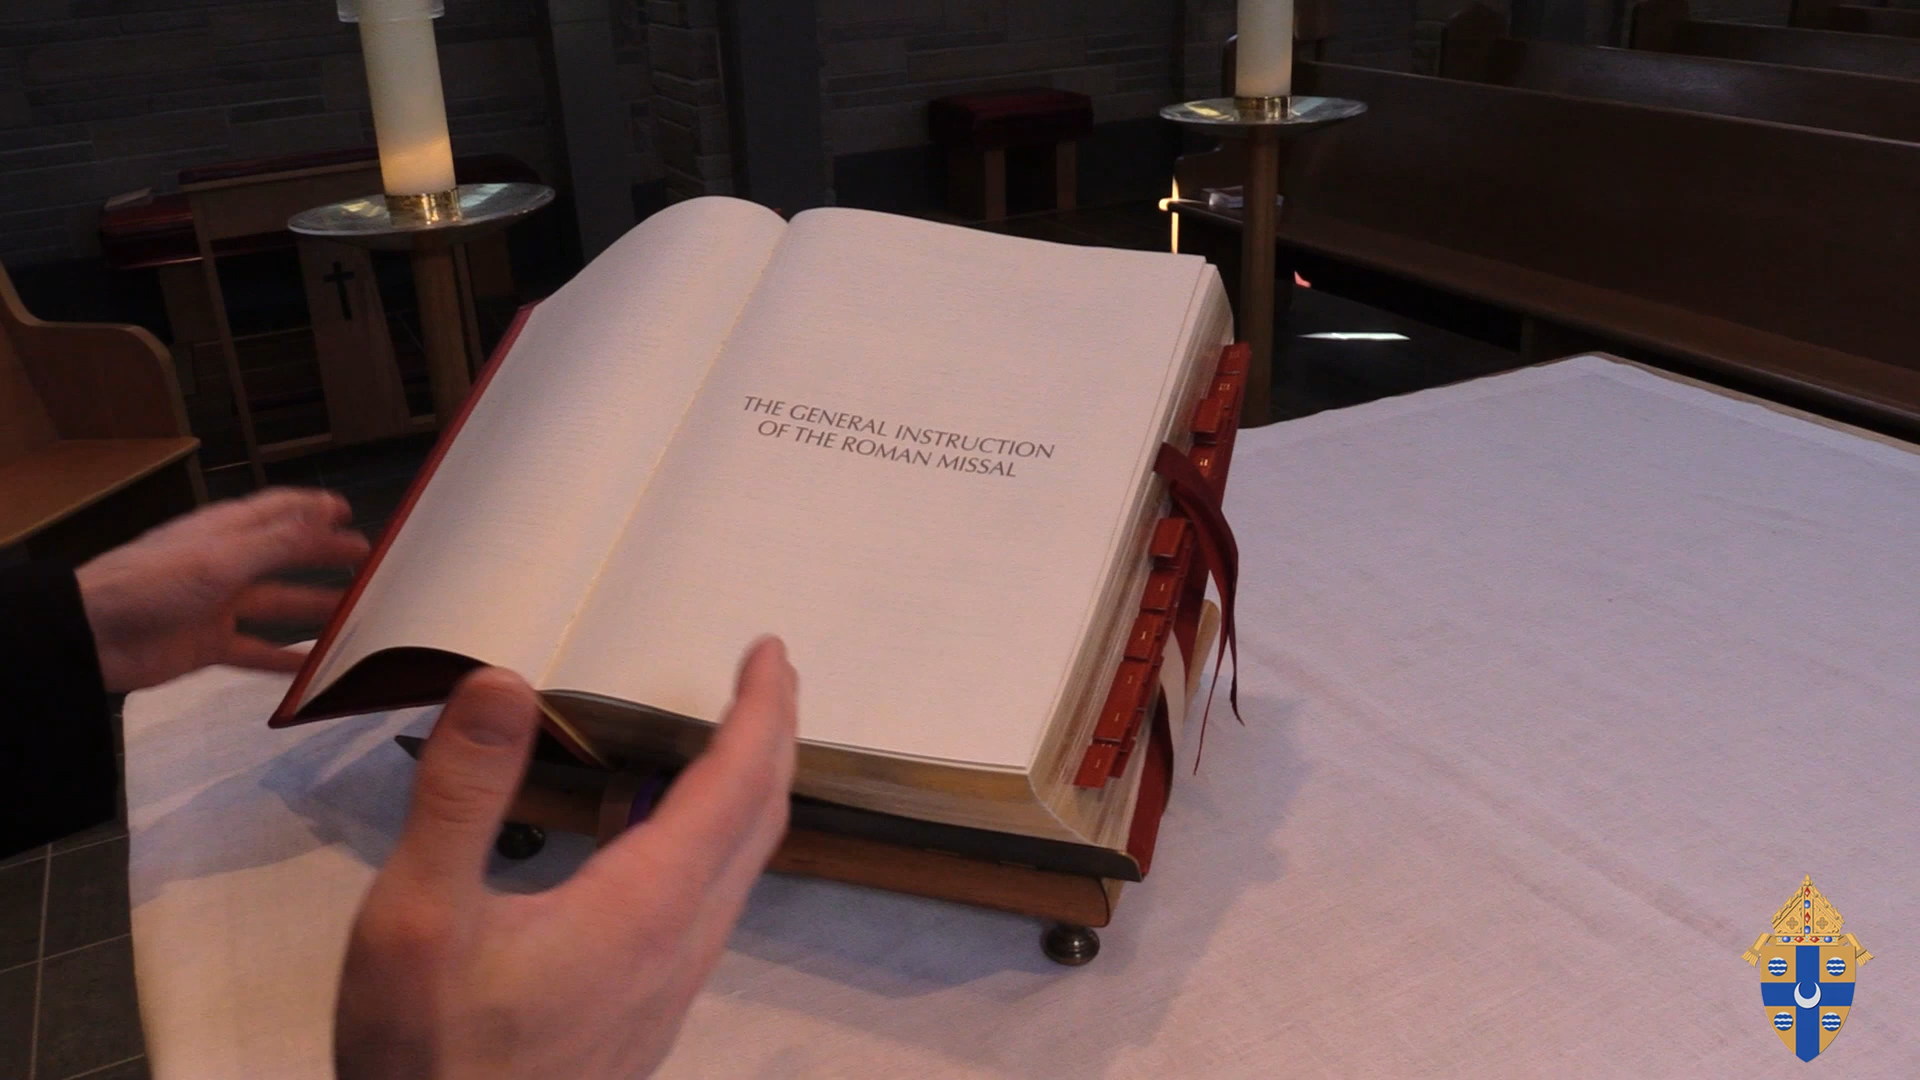 THE GENERAL INSTRUCTION
OF THE ROMAN MISSAL